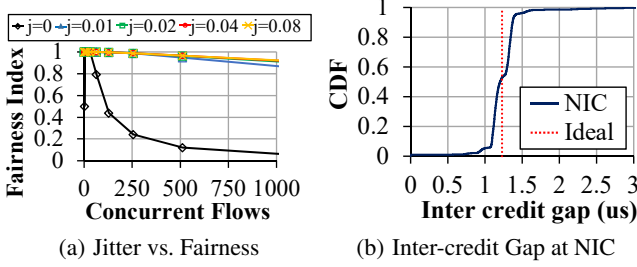 j=0 j=0.01 j=0.02 j=0.04 j=0.08
Fairness Index
1
0.8
0.6
0.4
0.2
0
0 250 500 750 1000
Concurrent Flows
(a) Jitter vs. Fairness
CDF
1
0.8
0.6
0.4
0.2
0
NIC
Ideal
0 0.5 1 1.5 2 2.5 3
Inter credit gap (us)
(b) Inter-credit Gap at NIC